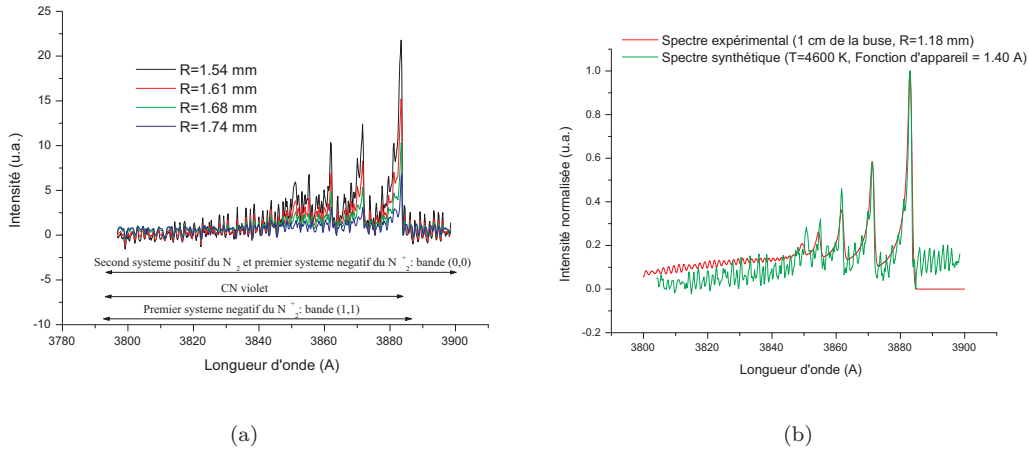 R=1.54 mm
R=1.61 mm
R=1.68 mm
R=1.74 mm
Intensité (u.a.)
25
20
15
10
5
0
-5
-10
Second systeme positif du N 2 et premier systeme negatif du N + 2: bande (0,0)
CN violet
Premier systeme negatif du N + 2: bande (1,1)
3780 3800 3820 3840 3860 3880 3900
Longueur d'onde (A)
(a)
Spectre expérimental (1 cm de la buse, R=1.18 mm)
Spectre synthétique (T=4600 K, Fonction d'appareil = 1.40 A)
Intensité normalisée (u.a.)
1.0
0.8
0.6
0.4
0.2
0.0
-0.2
3800 3820 3840 3860 3880 3900
Longueur d'onde (A)
(b)